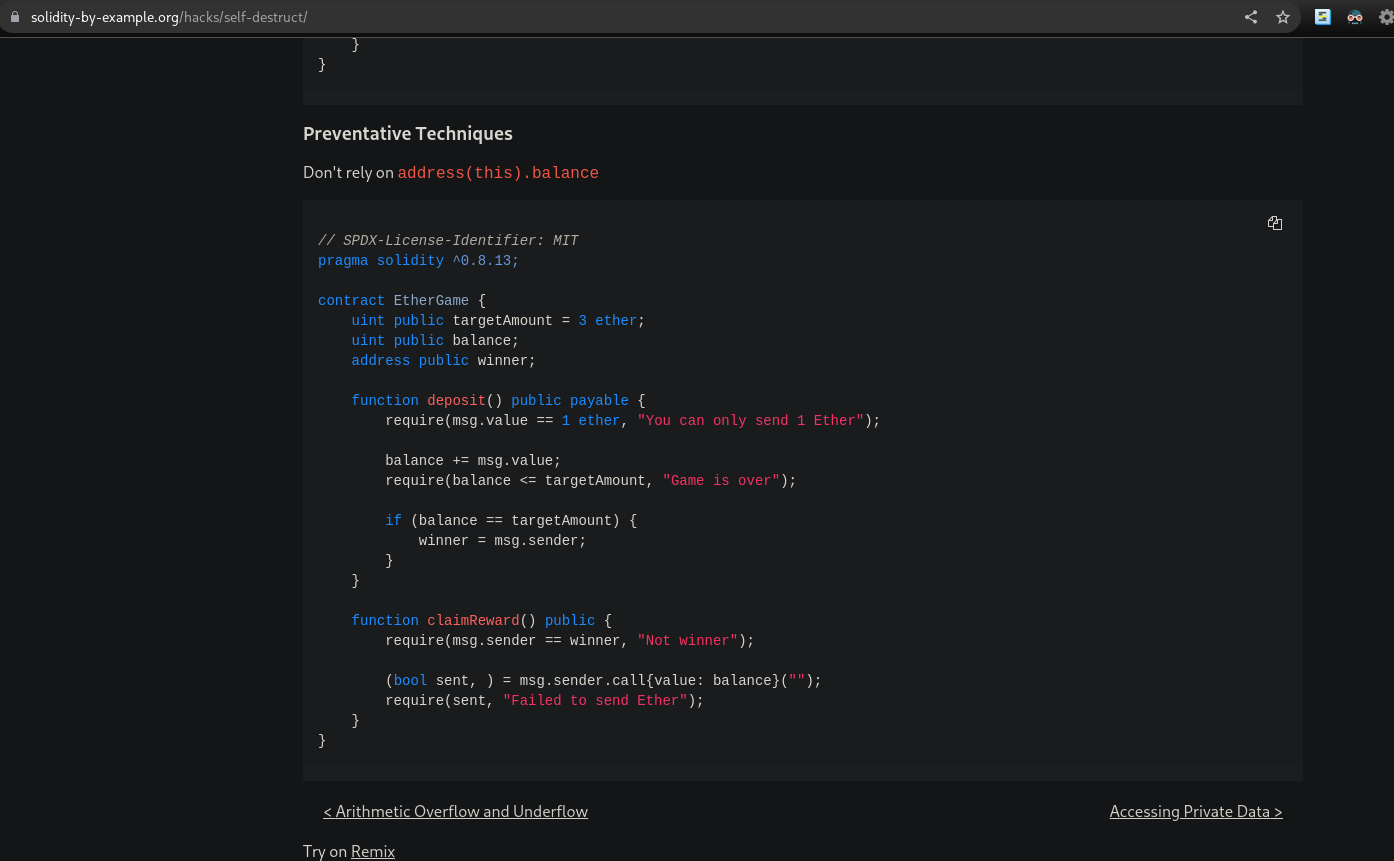 solidity-by-example.org/hacks/self-destruct/
    }
}
Preventative Techniques
Don't rely on address(this).balance
// SPDX-License-Identifier: MIT
pragma solidity ^0.8.13;
contract EtherGame {
    uint public targetAmount = 3 ether;
    uint public balance;
    address public winner;
    function deposit() public payable {
        require(msg.value == 1 ether, "You can only send 1 Ether");
        balance += msg.value;
        require(balance <= targetAmount, "Game is over");
        if (balance == targetAmount) {
            winner = msg.sender;
        }
    }
    function claimReward() public {
        require(msg.sender == winner, "Not winner");
        (bool sent, ) = msg.sender.call{value: balance}("");
        require(sent, "Failed to send Ether");
    }
}
< Arithmetic Overflow and Underflow Accessing Private Data >
Try on Remix